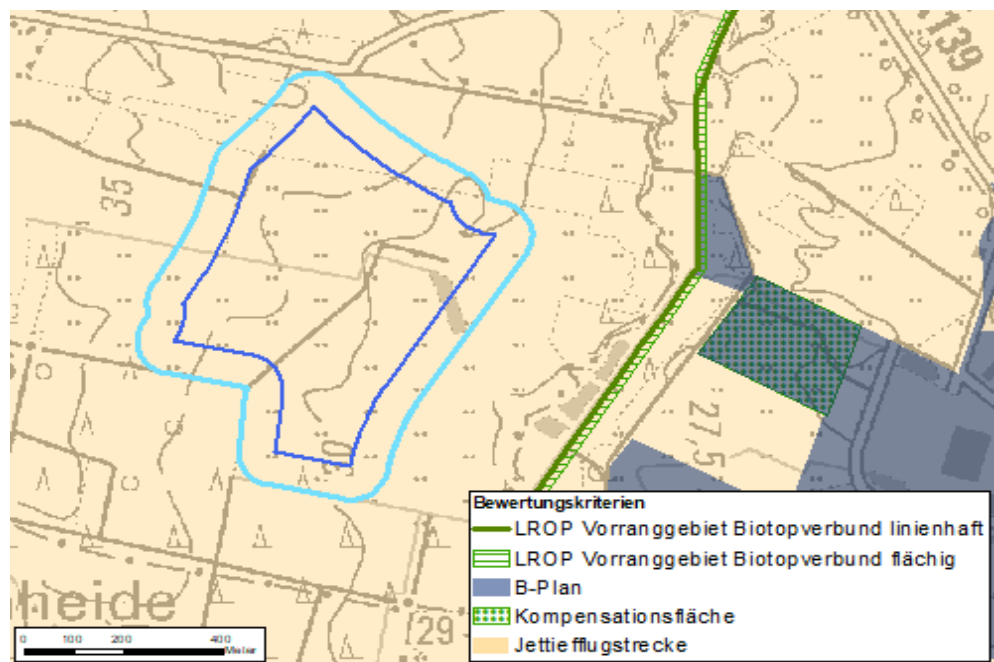 139
35
27,5
20
heide
29
Bewertungskriterien
LROP Vorranggebiet Biotopverbund linienhaft
LROP Vorranggebiet Biotopverbund flächig
B-Plan
Kompensationsfläche
Jettiefflugstrecke
0 100 200 400
Meter